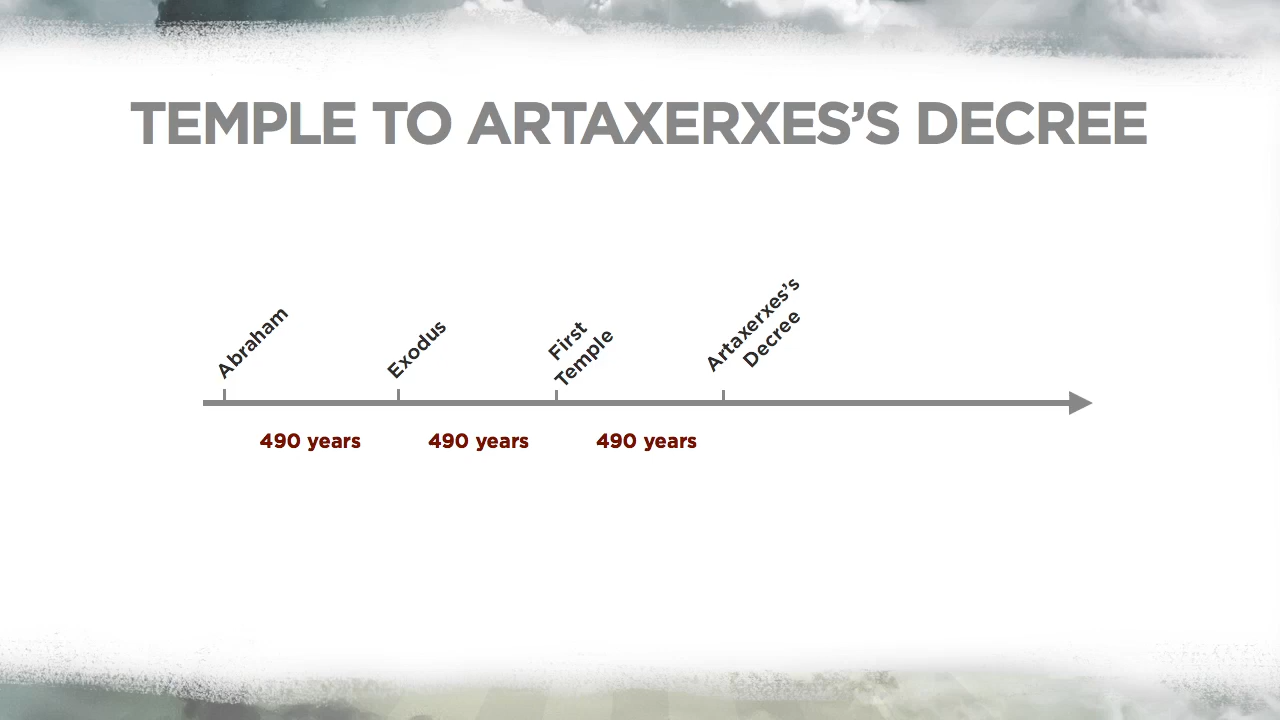 TEMPLE TO ARTAXERXES’S DECREE
Abraham
Exodus
First
Temple
Artaxerxes’s
Decree
490 years
490 years
490 years